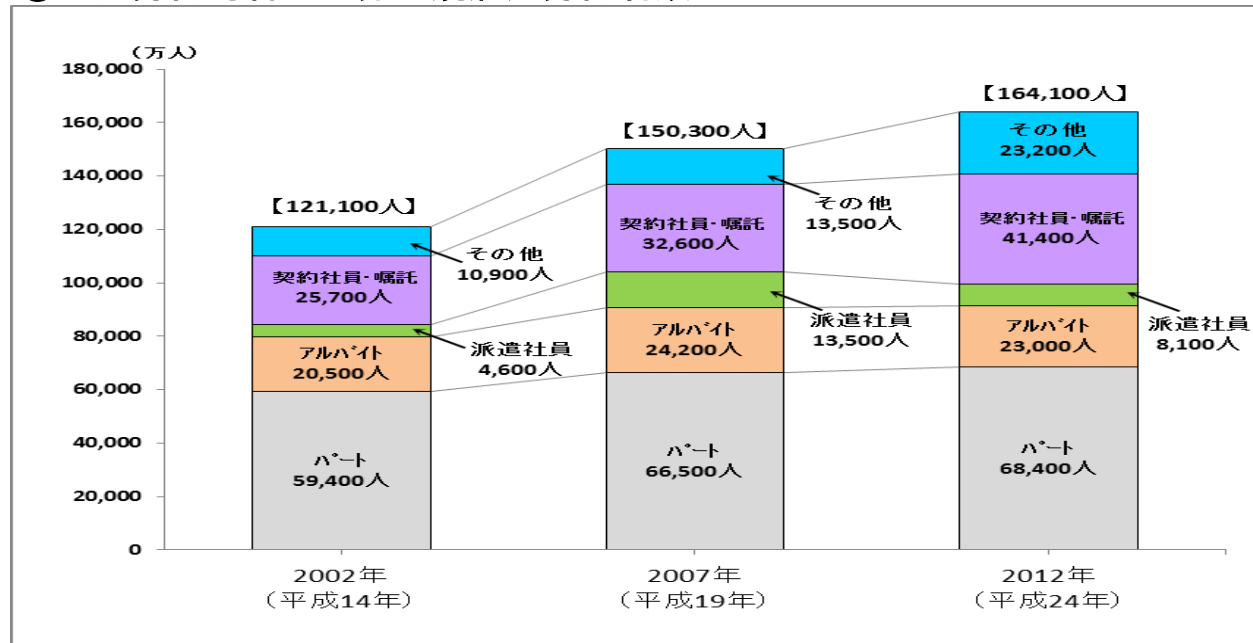 (万人)
180,000
160,000
140,000
120,000
100,000
80,000
60,000
40,000
20,000
0
【121,100人】
その他
10,900人
契約社員・嘱託
25,700人
派遣社員
4,600人
アルバイト
20,500人
パート
59,400人
2002年
(平成14年)
【150,300人】
その他
13,500人
契約社員・嘱託
32,600人
派遣社員
13,500人
アルバイト
24,200人
パート
66,500人
2007年
(平成19年)
【164,100人】
その他
23,200人
契約社員・嘱託
41,400人
派遣社員
8,100人
アルバイト
23,000人
パート
68,400人
2012年
(平成24年)